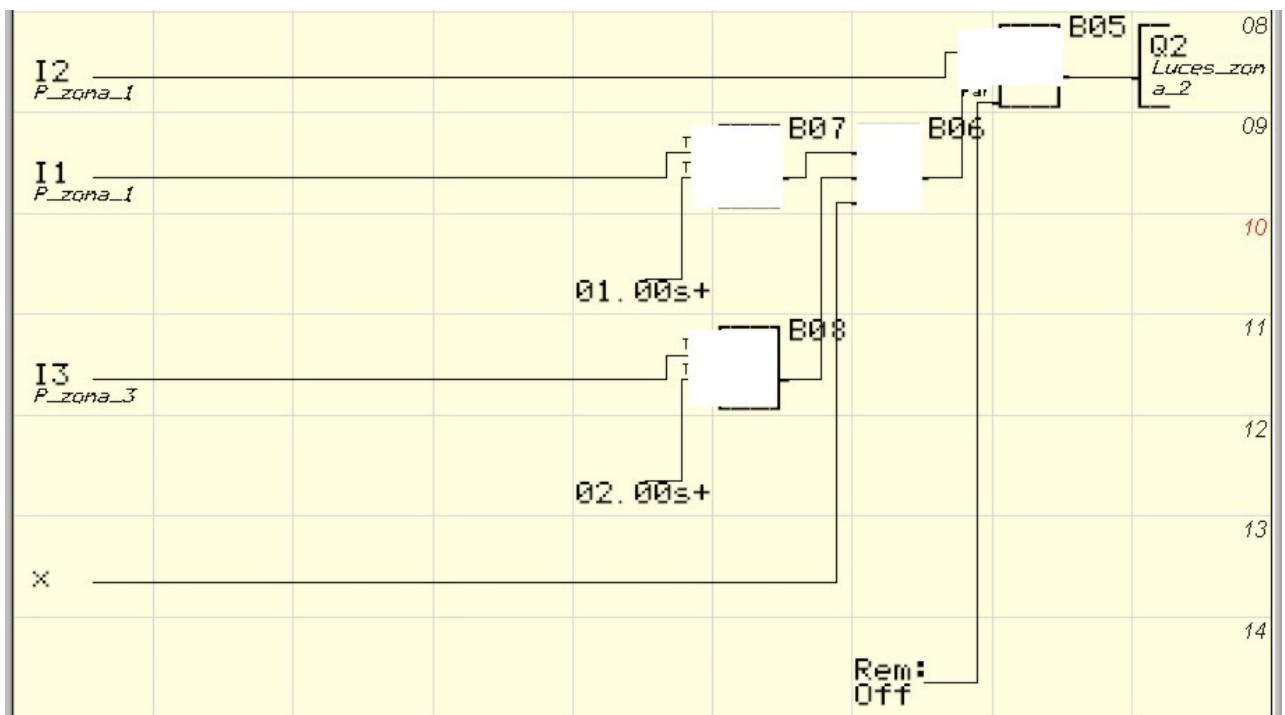 08
B05
Q2
Luces_zon
a_2
I2
P_zona_1
Par
09
B07
B06
T
T
I1
P_zona_1
10
01.00s+
11
B08
T
T
I3
P_zona_3
12
02.00s+
13
x
14
Rem:
Off